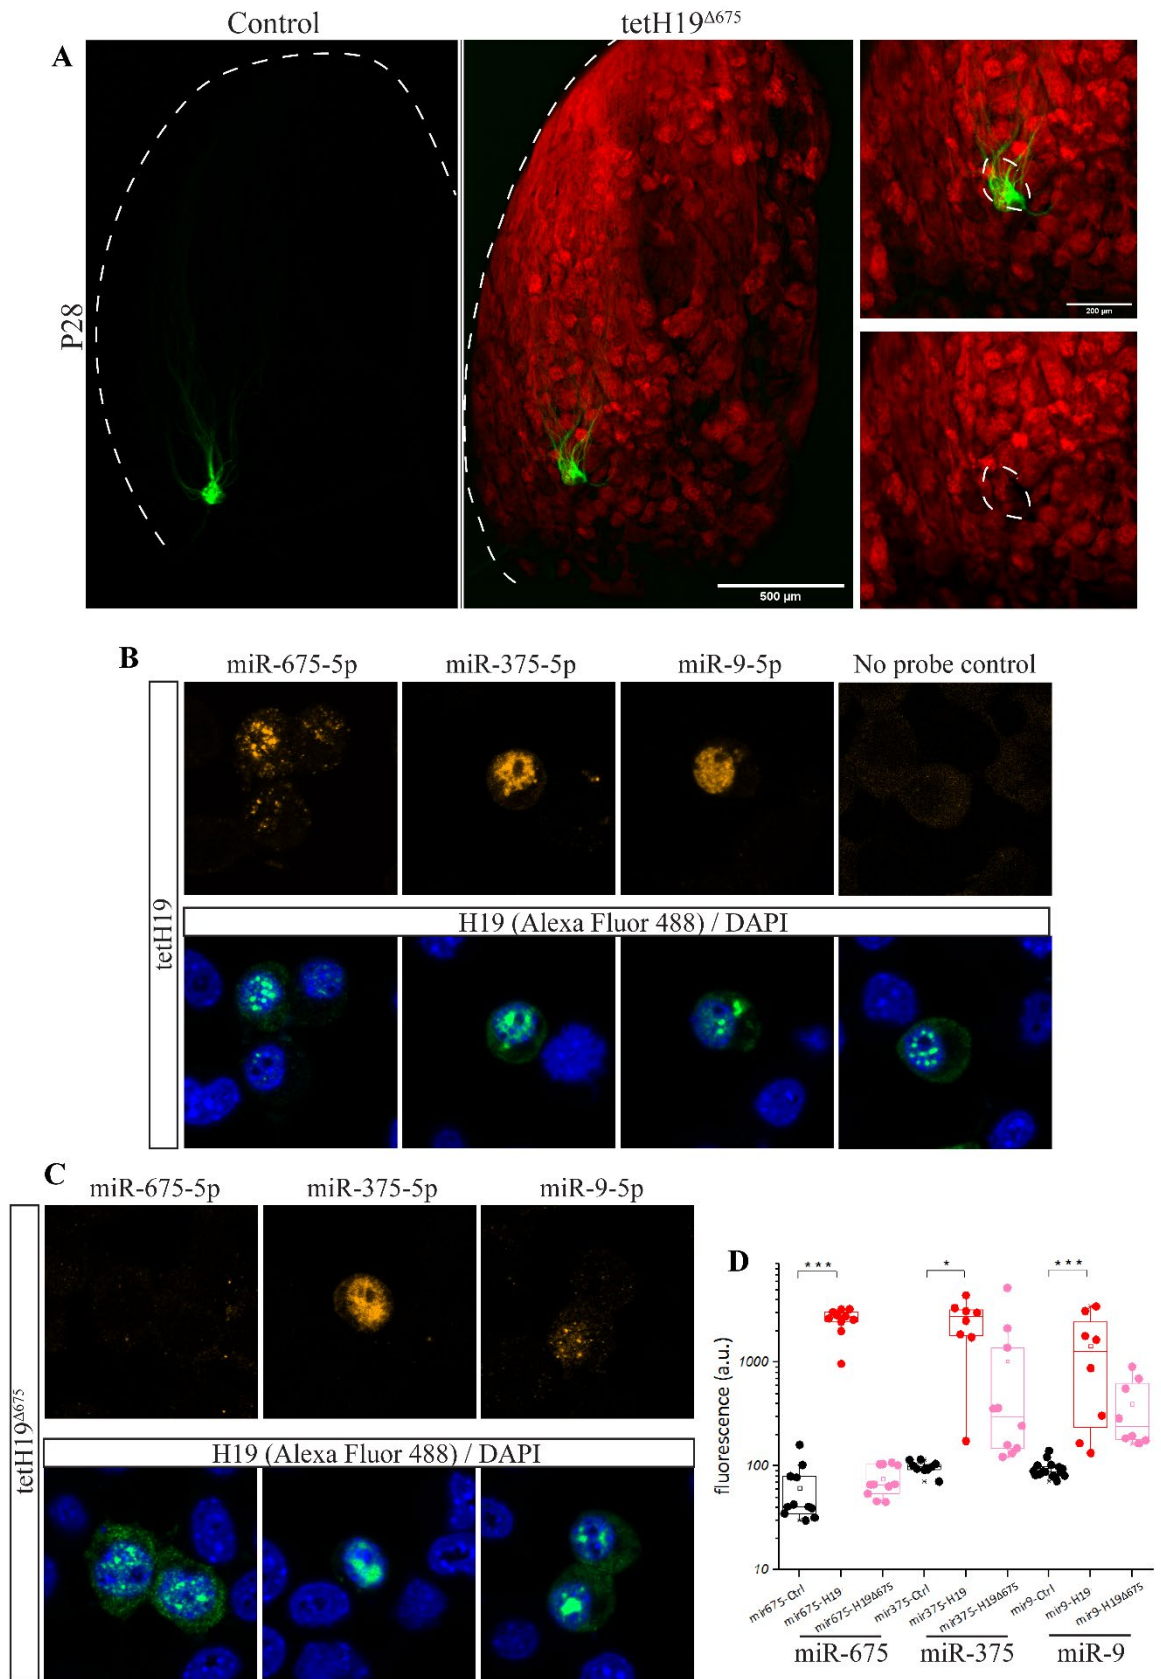 Control
tetH19Δ675
A
P28
200 µm
500 µm
B
miR-675-5p
miR-375-5p
miR-9-5p
No probe control
tetH19
H19 (Alexa Fluor 488) / DAPI
C
miR-675-5p
miR-375-5p
miR-9-5p
tetH19Δ675
H19 (Alexa Fluor 488) / DAPI
D
***
*
***
fluorescence (a.u.)
1000
100
10
mir675-Ctrl
mir675-H19
mir675-H19Δ675
mir375-Ctrl
mir375-H19
mir375-H19Δ675
mir9-Ctrl
mir9-H19
mir9-H19Δ675
miR-675
miR-375
miR-9